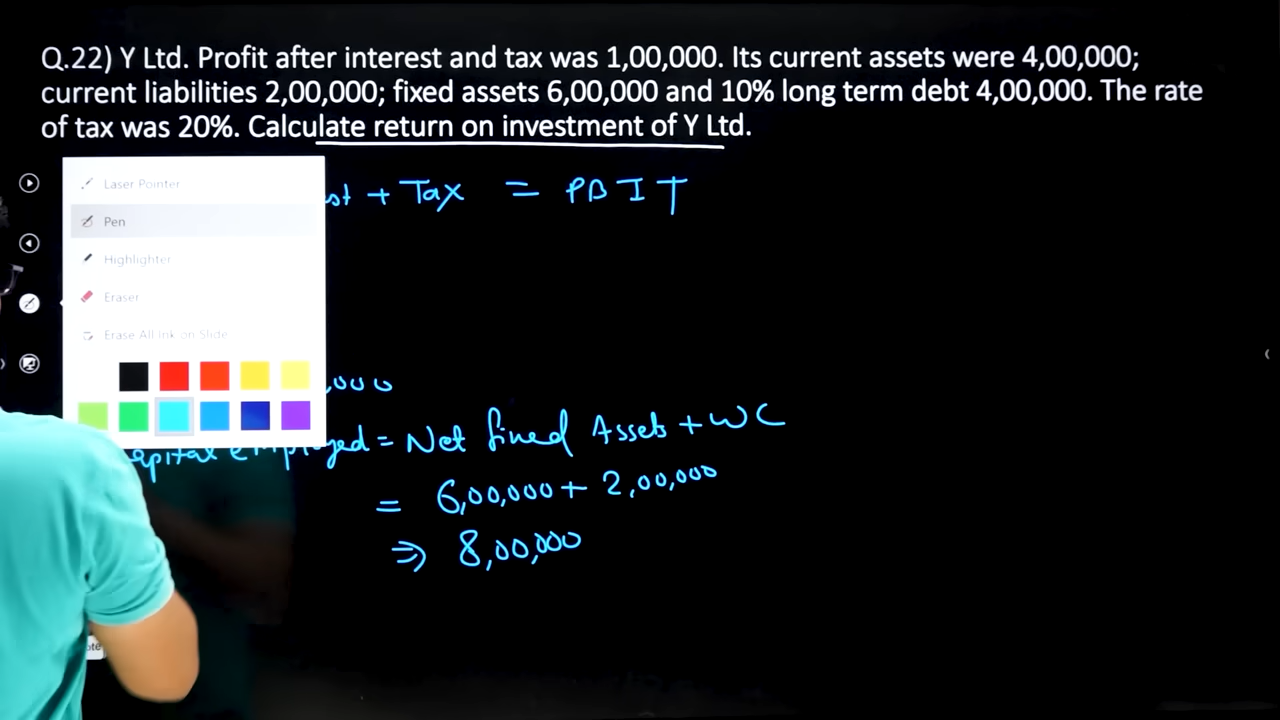 Q.22) Y Ltd. Profit after interest and tax was 1,00,000. Its current assets were 4,00,000;
current liabilities 2,00,000; fixed assets 6,00,000 and 10% long term debt 4,00,000. The rate
of tax was 20%. Calculate return on investment of Y Ltd.
Laser Pointer
st + Tax = PBIT
Pen
Highlighter
Eraser
Erase All Ink on Slide
,000
apital employed = Net fixed Assets + WC
= 6,00,000 + 2,00,000
⇒ 8,00,000